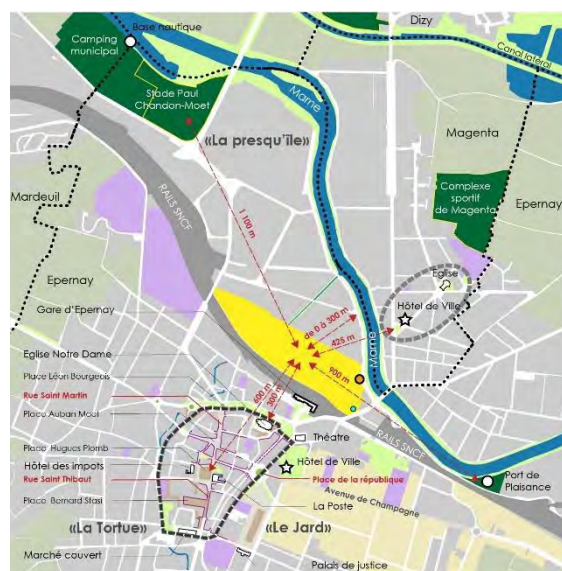 Base nautique
Dizy
Camping
municipal
Canal latéral
Stade Paul
Chandon-Moet
Marne
«La presqu'île»
Magenta
Mardeuil
RAILS SNCF
Complexe
sportif
de Magenta
Epernay
1 100 m
Epernay
Eglise
Gare d'Epernay
Hôtel de Ville
de 0 à 300 m
425 m
Marne
Eglise Notre Dame
Place Léon Bourgeois
900 m
600 m
300 m
Rue Saint Martin
Place Auban Moet
RAILS SNCF
Théatre
Place Hugues Plomb
Hôtel des impots
Hôtel de Ville
Port de
Plaisance
Rue Saint Thibaut
Place de la république
Avenue de Champagne
Place Bernard Stasi
La Poste
«La Tortue»
«Le Jard»
Marché couvert
Palais de justice